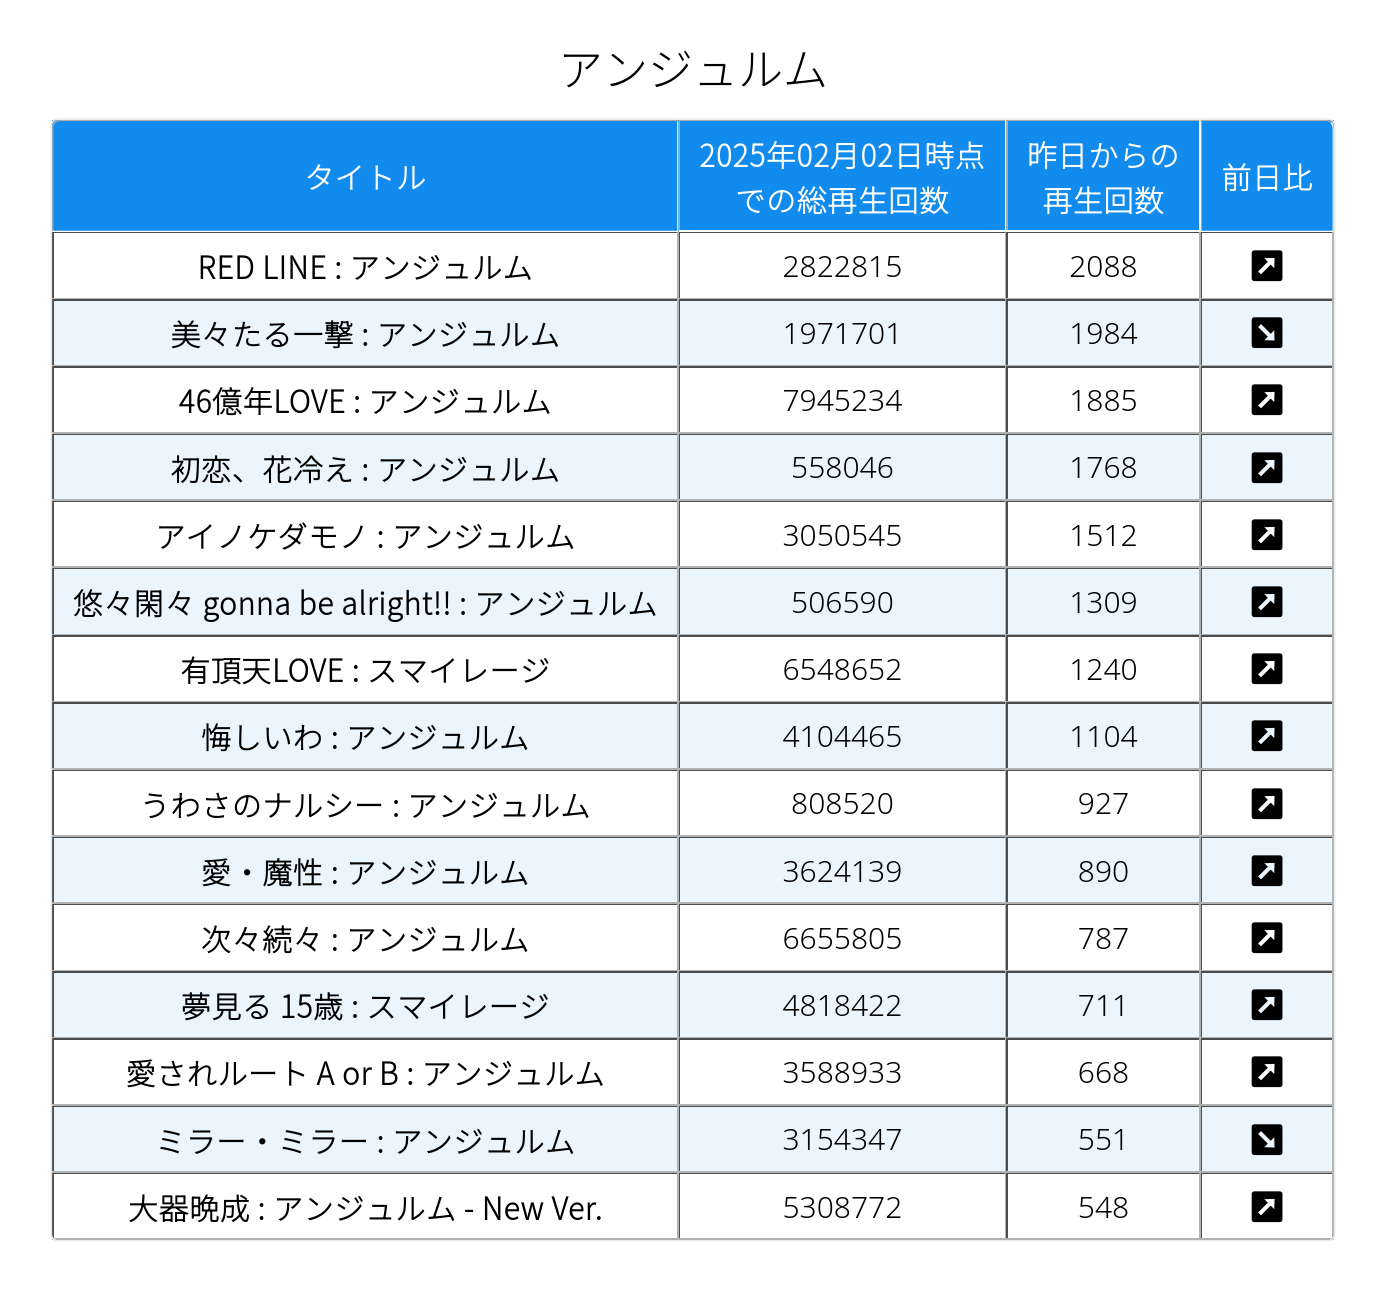 アンジュルム
タイトル 2025年02月02日時点での総再生回数 昨日からの再生回数 前日比
RED LINE : アンジュルム 2822815 2088 ↗
美々たる一撃 : アンジュルム 1971701 1984 ↘
46億年LOVE : アンジュルム 7945234 1885 ↗
初恋、花冷え : アンジュルム 558046 1768 ↗
アイノケダモノ : アンジュルム 3050545 1512 ↗
悠々閑々 gonna be alright!! : アンジュルム 506590 1309 ↗
有頂天LOVE : スマイレージ 6548652 1240 ↗
悔しいわ : アンジュルム 4104465 1104 ↗
うわさのナルシー : アンジュルム 808520 927 ↗
愛・魔性 : アンジュルム 3624139 890 ↗
次々続々 : アンジュルム 6655805 787 ↗
夢見る 15歳 : スマイレージ 4818422 711 ↗
愛されルート A or B : アンジュルム 3588933 668 ↗
ミラー・ミラー : アンジュルム 3154347 551 ↘
大器晩成 : アンジュルム - New Ver. 5308772 548 ↗